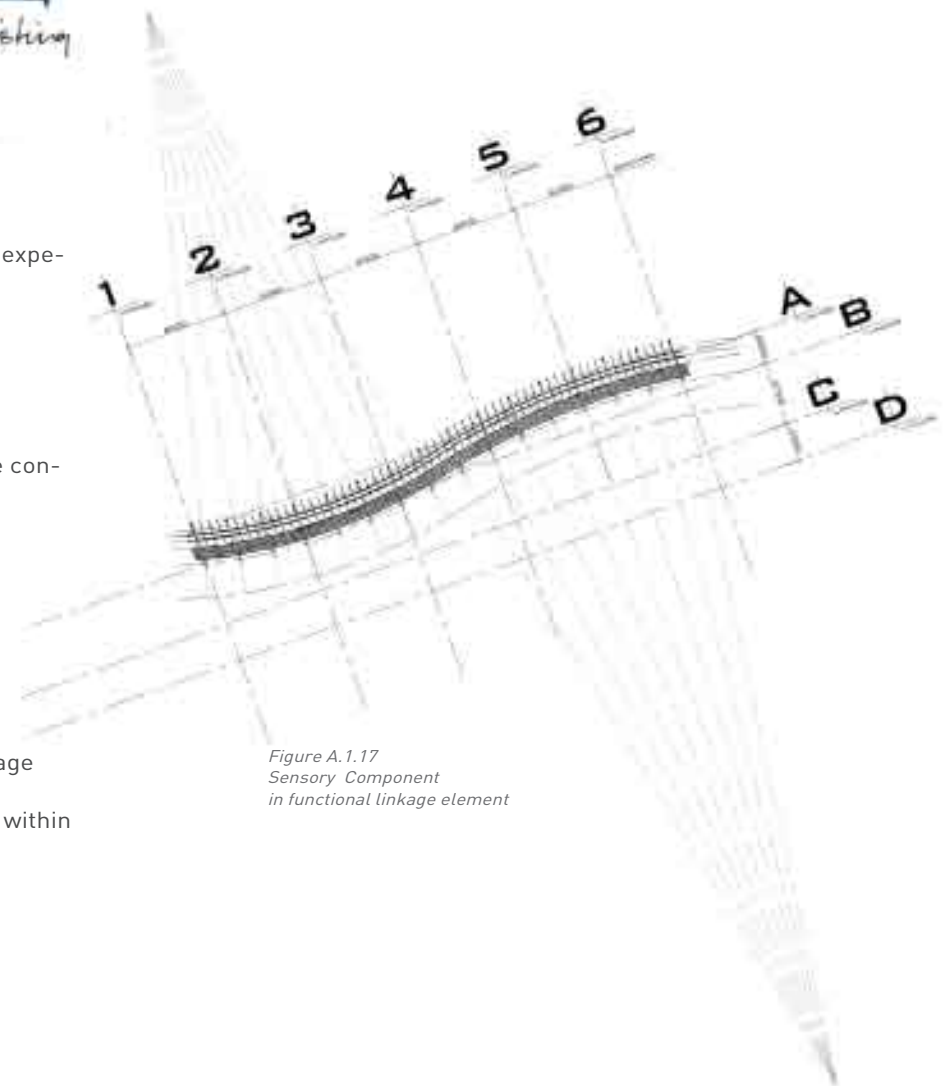 expe-
e con-
age
within
1
2
3
4
5
6
A
B
C
D
Figure A.1.17
Sensory Component
in functional linkage element